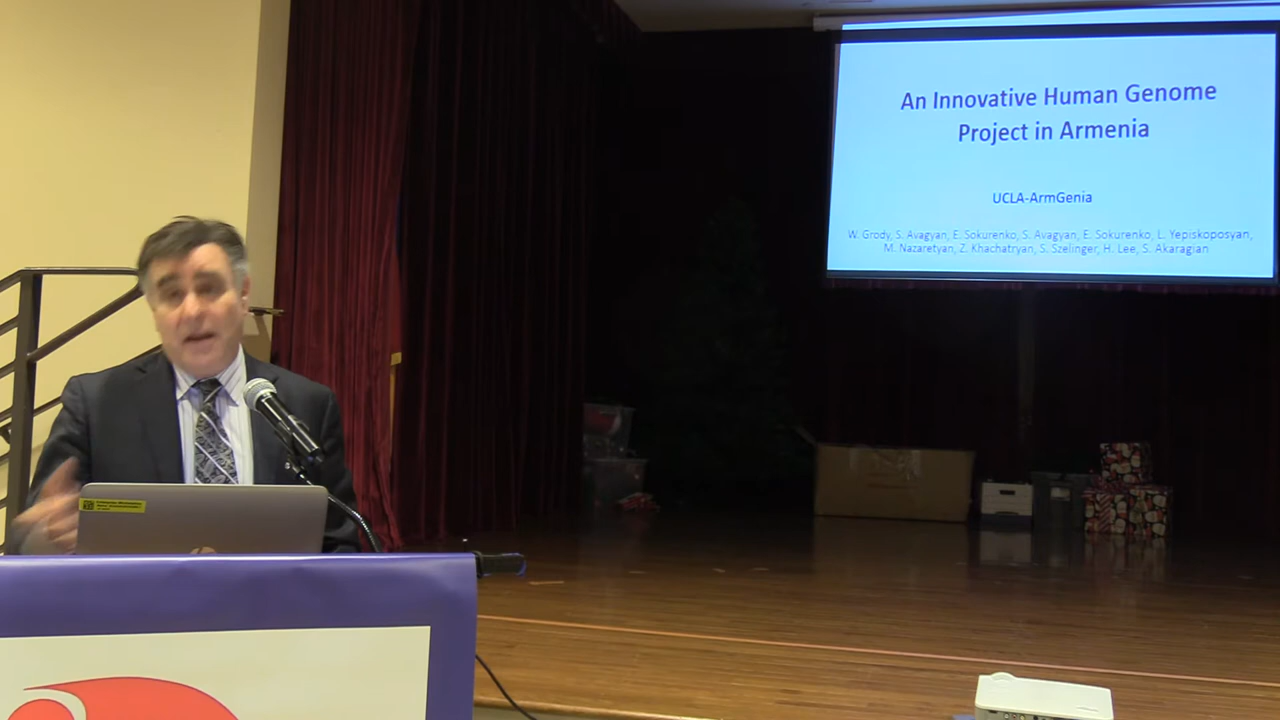 An Innovative Human Genome
Project in Armenia
UCLA-ArmGenia
W. Grody, S. Avagyan, E. Sokurenko, S. Avagyan, E. Sokurenko, L. Yepiskoposyan,
M. Nazaretyan, Z. Khachatryan, S. Szelinger, H. Lee, S. Akaragian